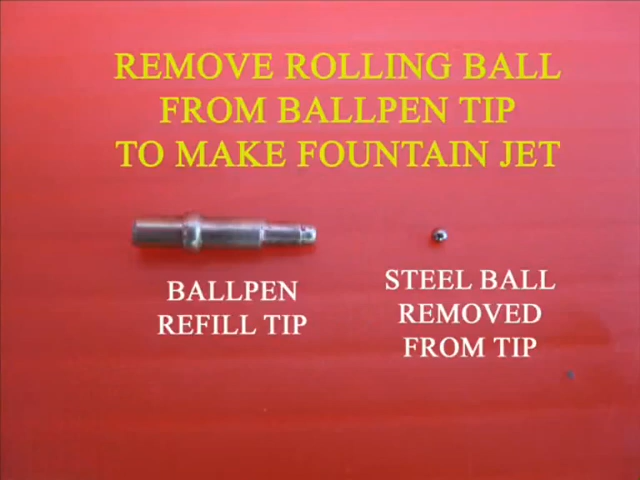 REMOVE ROLLING BALL
FROM BALLPEN TIP
TO MAKE FOUNTAIN JET
BALLPEN
REFILL TIP
STEEL BALL
REMOVED
FROM TIP